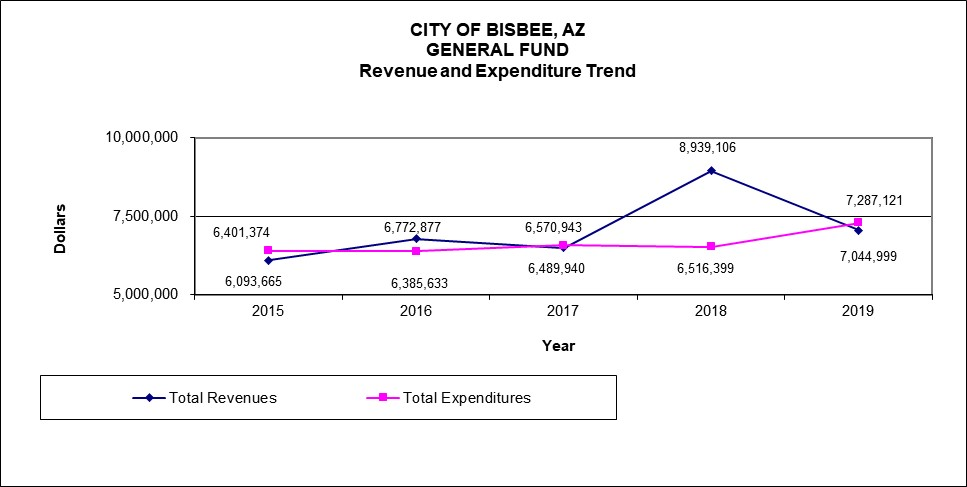 CITY OF BISBEE, AZ
GENERAL FUND
Revenue and Expenditure Trend
10,000,000
8,939,106
7,287,121
7,500,000
6,401,374
6,772,877
6,570,943
6,093,665
6,385,633
6,489,940
6,516,399
7,044,999
5,000,000
Dollars
2015
2016
2017
2018
2019
Year
Total Revenues
Total Expenditures